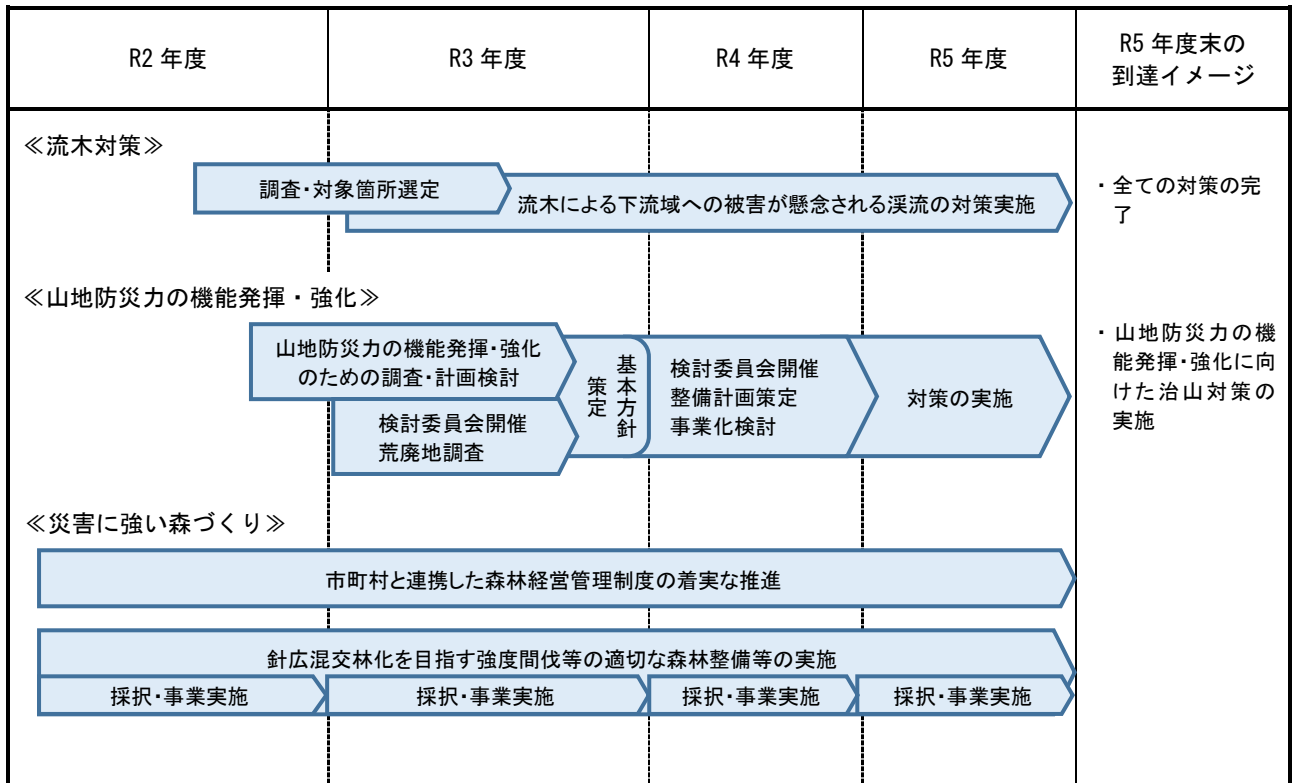 R2 年度
R3 年度
R4 年度
R5 年度
R5 年度末の
到達イメージ
≪流木対策≫
調査・対象箇所選定
流木による下流域への被害が懸念される渓流の対策実施
・全ての対策の完
了
≪山地防災力の機能発揮・強化≫
山地防災力の機能発揮・強化
のための調査・計画検討
検討委員会開催
荒廃地調査
基本方針
策定
検討委員会開催
整備計画策定
事業化検討
対策の実施
・山地防災力の機
能発揮・強化に向
けた治山対策の
実施
≪災害に強い森づくり≫
市町村と連携した森林経営管理制度の着実な推進
針広混交林化を目指す強度間伐等の適切な森林整備等の実施
採択・事業実施
採択・事業実施
採択・事業実施
採択・事業実施